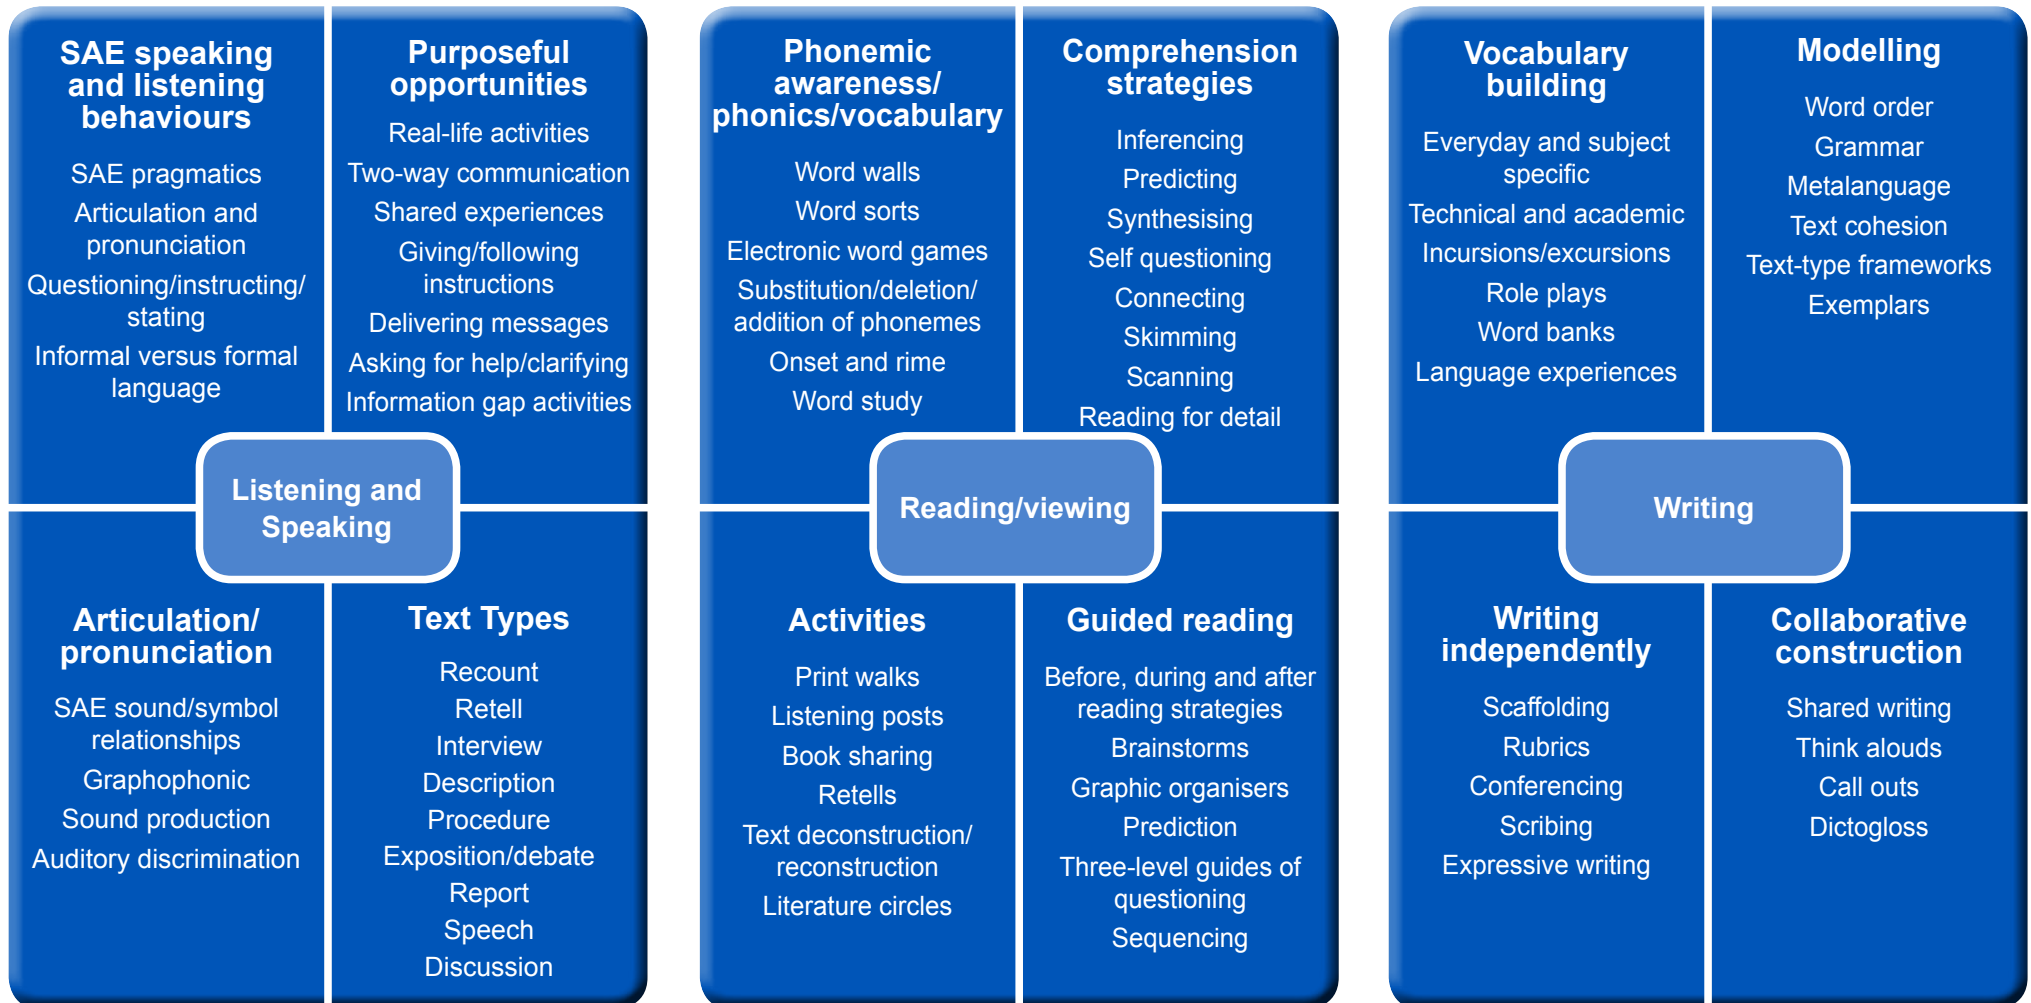 SAE speaking
and listening
behaviours
SAE pragmatics
Articulation and
pronunciation
Questioning/instructing/
stating
Informal versus formal
language
Purposeful
opportunities
Real-life activities
Two-way communication
Shared experiences
Giving/following
instructions
Delivering messages
Asking for help/clarifying
Information gap activities
Listening and
Speaking
Articulation/
pronunciation
SAE sound/symbol
relationships
Graphophonic
Sound production
Auditory discrimination
Text Types
Recount
Retell
Interview
Description
Procedure
Exposition/debate
Report
Speech
Discussion
Phonemic
awareness/
phonics/vocabulary
Word walls
Word sorts
Electronic word games
Substitution/deletion/
addition of phonemes
Onset and rime
Word study
Comprehension
strategies
Inferencing
Predicting
Synthesising
Self questioning
Connecting
Skimming
Scanning
Reading for detail
Reading/viewing
Activities
Print walks
Listening posts
Book sharing
Retells
Text deconstruction/
reconstruction
Literature circles
Guided reading
Before, during and after
reading strategies
Brainstorms
Graphic organisers
Prediction
Three-level guides of
questioning
Sequencing
Vocabulary
building
Everyday and subject
specific
Technical and academic
Incursions/excursions
Role plays
Word banks
Language experiences
Modelling
Word order
Grammar
Metalanguage
Text cohesion
Text-type frameworks
Exemplars
Writing
Writing
independently
Scaffolding
Rubrics
Conferencing
Scribing
Expressive writing
Collaborative
construction
Shared writing
Think alouds
Call outs
Dictogloss